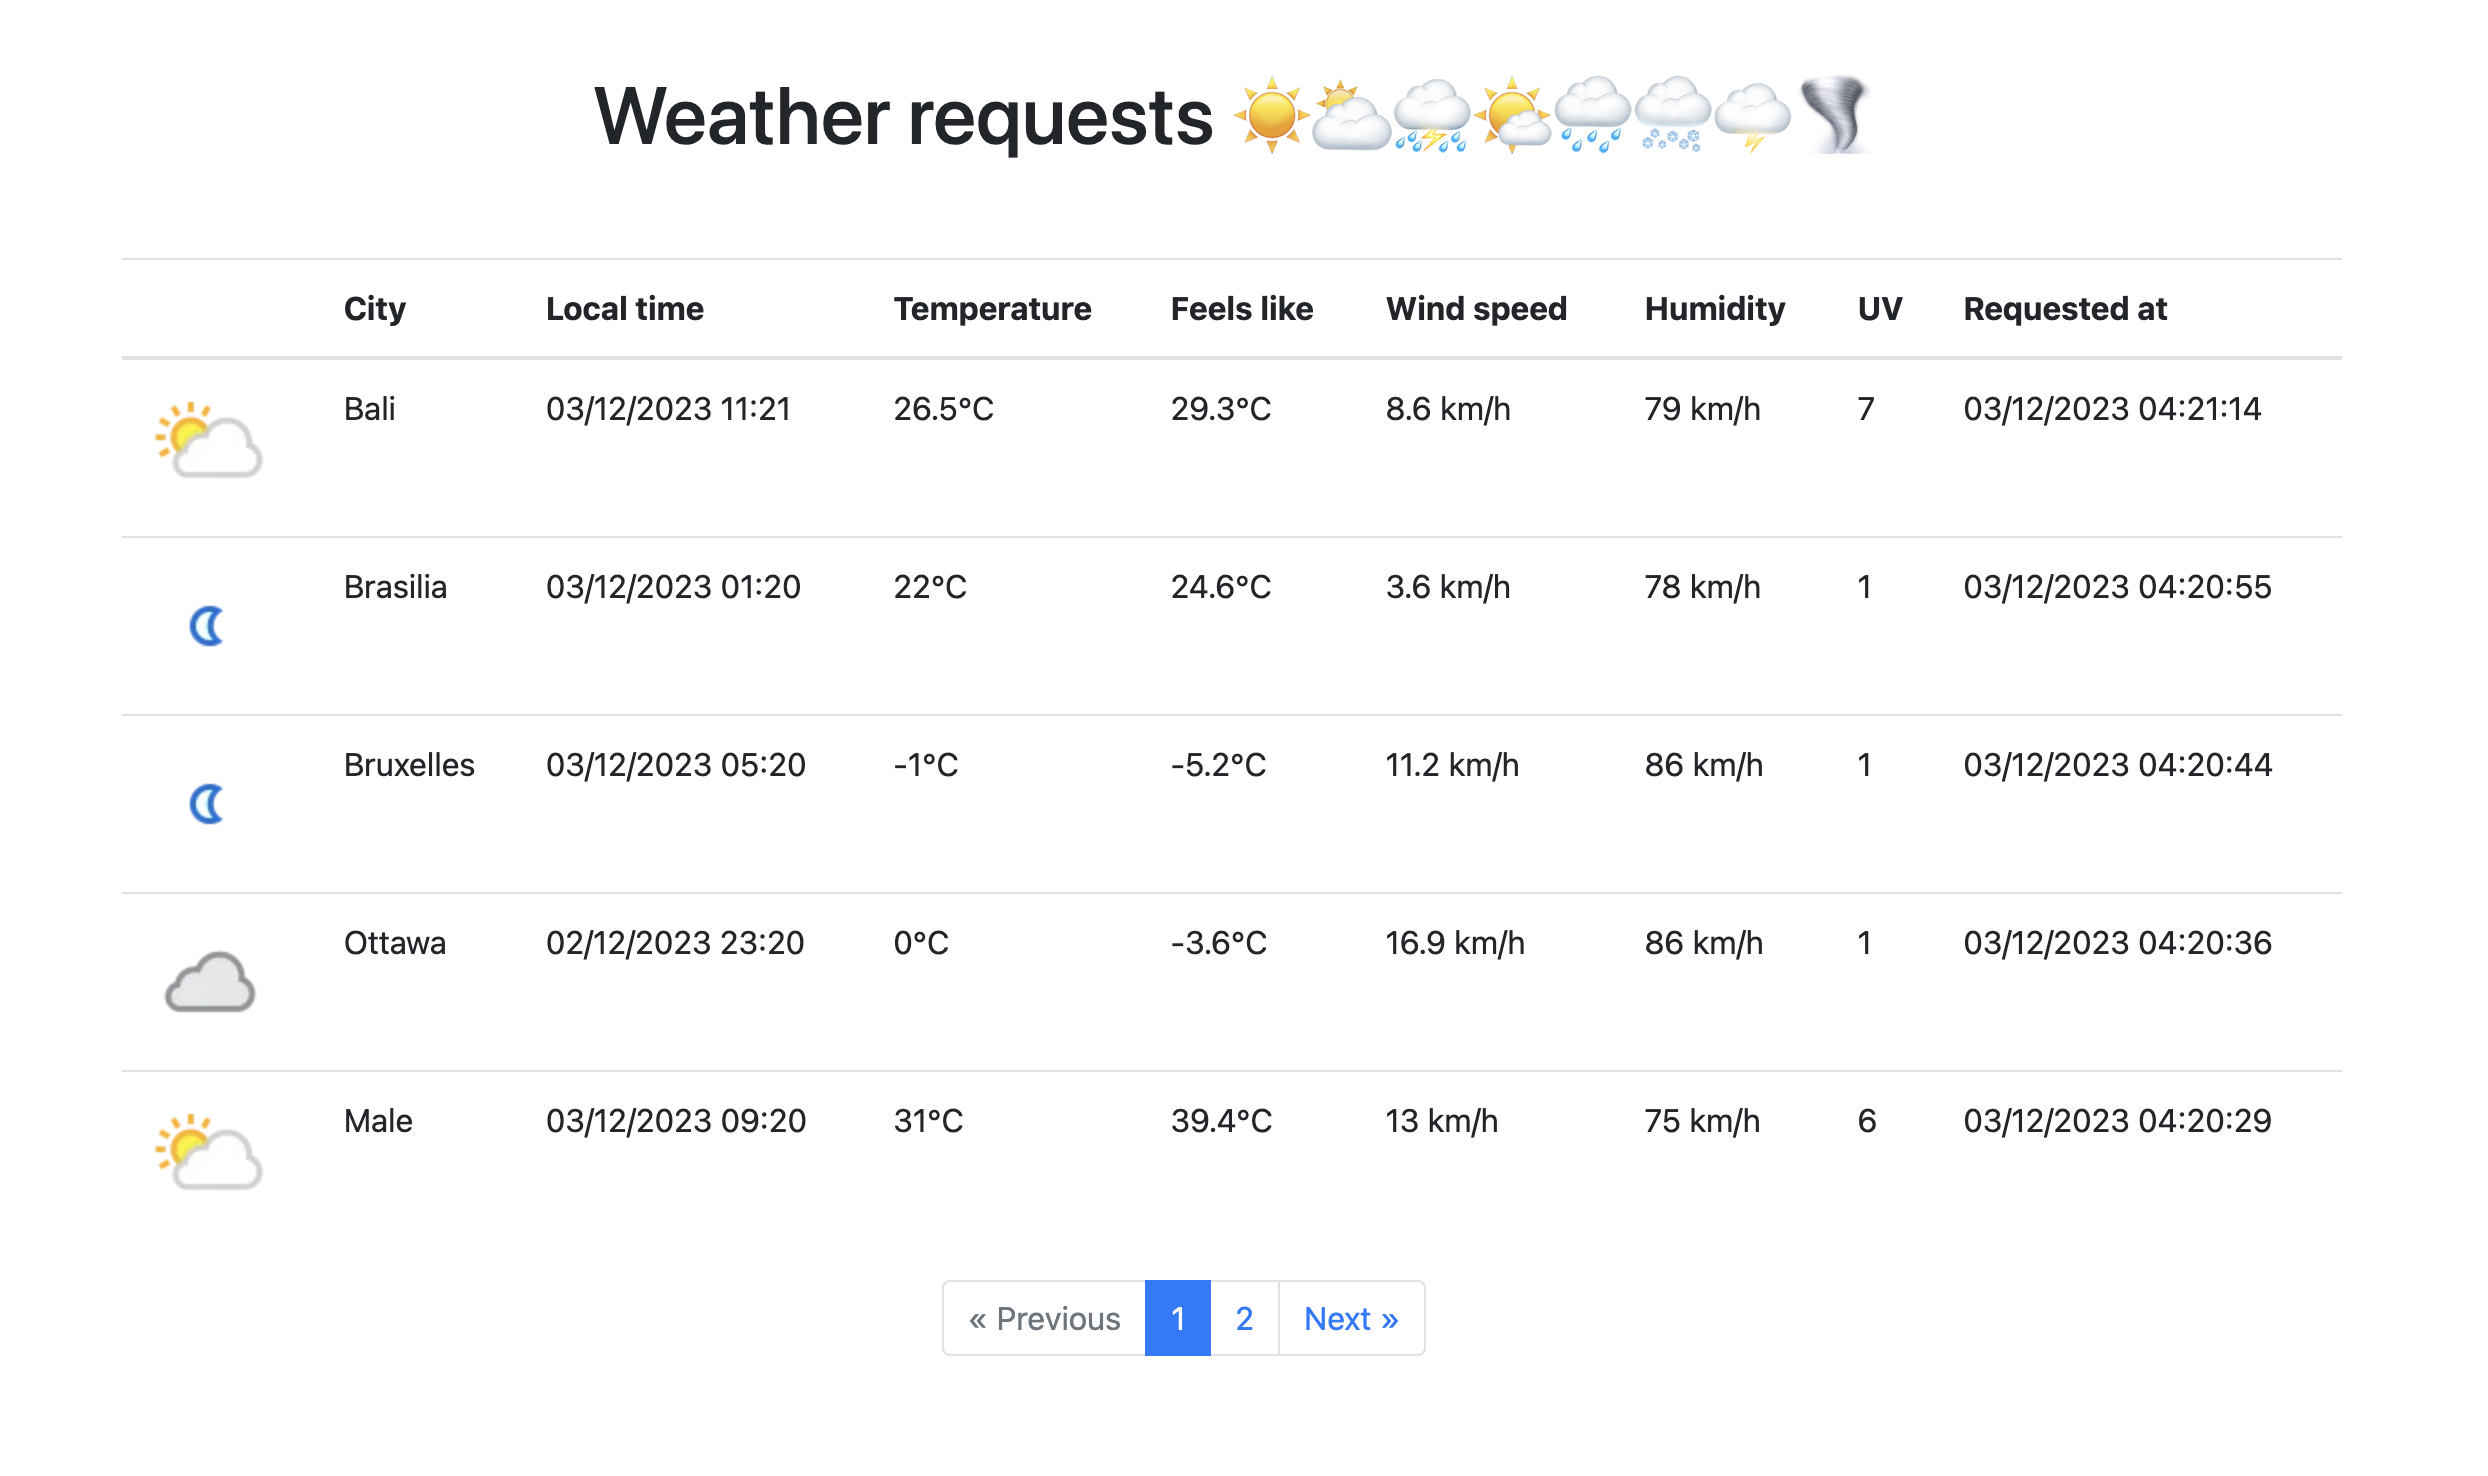 Weather requests ☀️🌥️⛈️🌤️🌧️🌨️🌩️🌪️
City Local time Temperature Feels like Wind speed Humidity UV Requested at
Bali 03/12/2023 11:21 26.5°C 29.3°C 8.6 km/h 79 km/h 7 03/12/2023 04:21:14
Brasilia 03/12/2023 01:20 22°C 24.6°C 3.6 km/h 78 km/h 1 03/12/2023 04:20:55
Bruxelles 03/12/2023 05:20 -1°C -5.2°C 11.2 km/h 86 km/h 1 03/12/2023 04:20:44
Ottawa 02/12/2023 23:20 0°C -3.6°C 16.9 km/h 86 km/h 1 03/12/2023 04:20:36
Male 03/12/2023 09:20 31°C 39.4°C 13 km/h 75 km/h 6 03/12/2023 04:20:29
« Previous 1 2 Next »